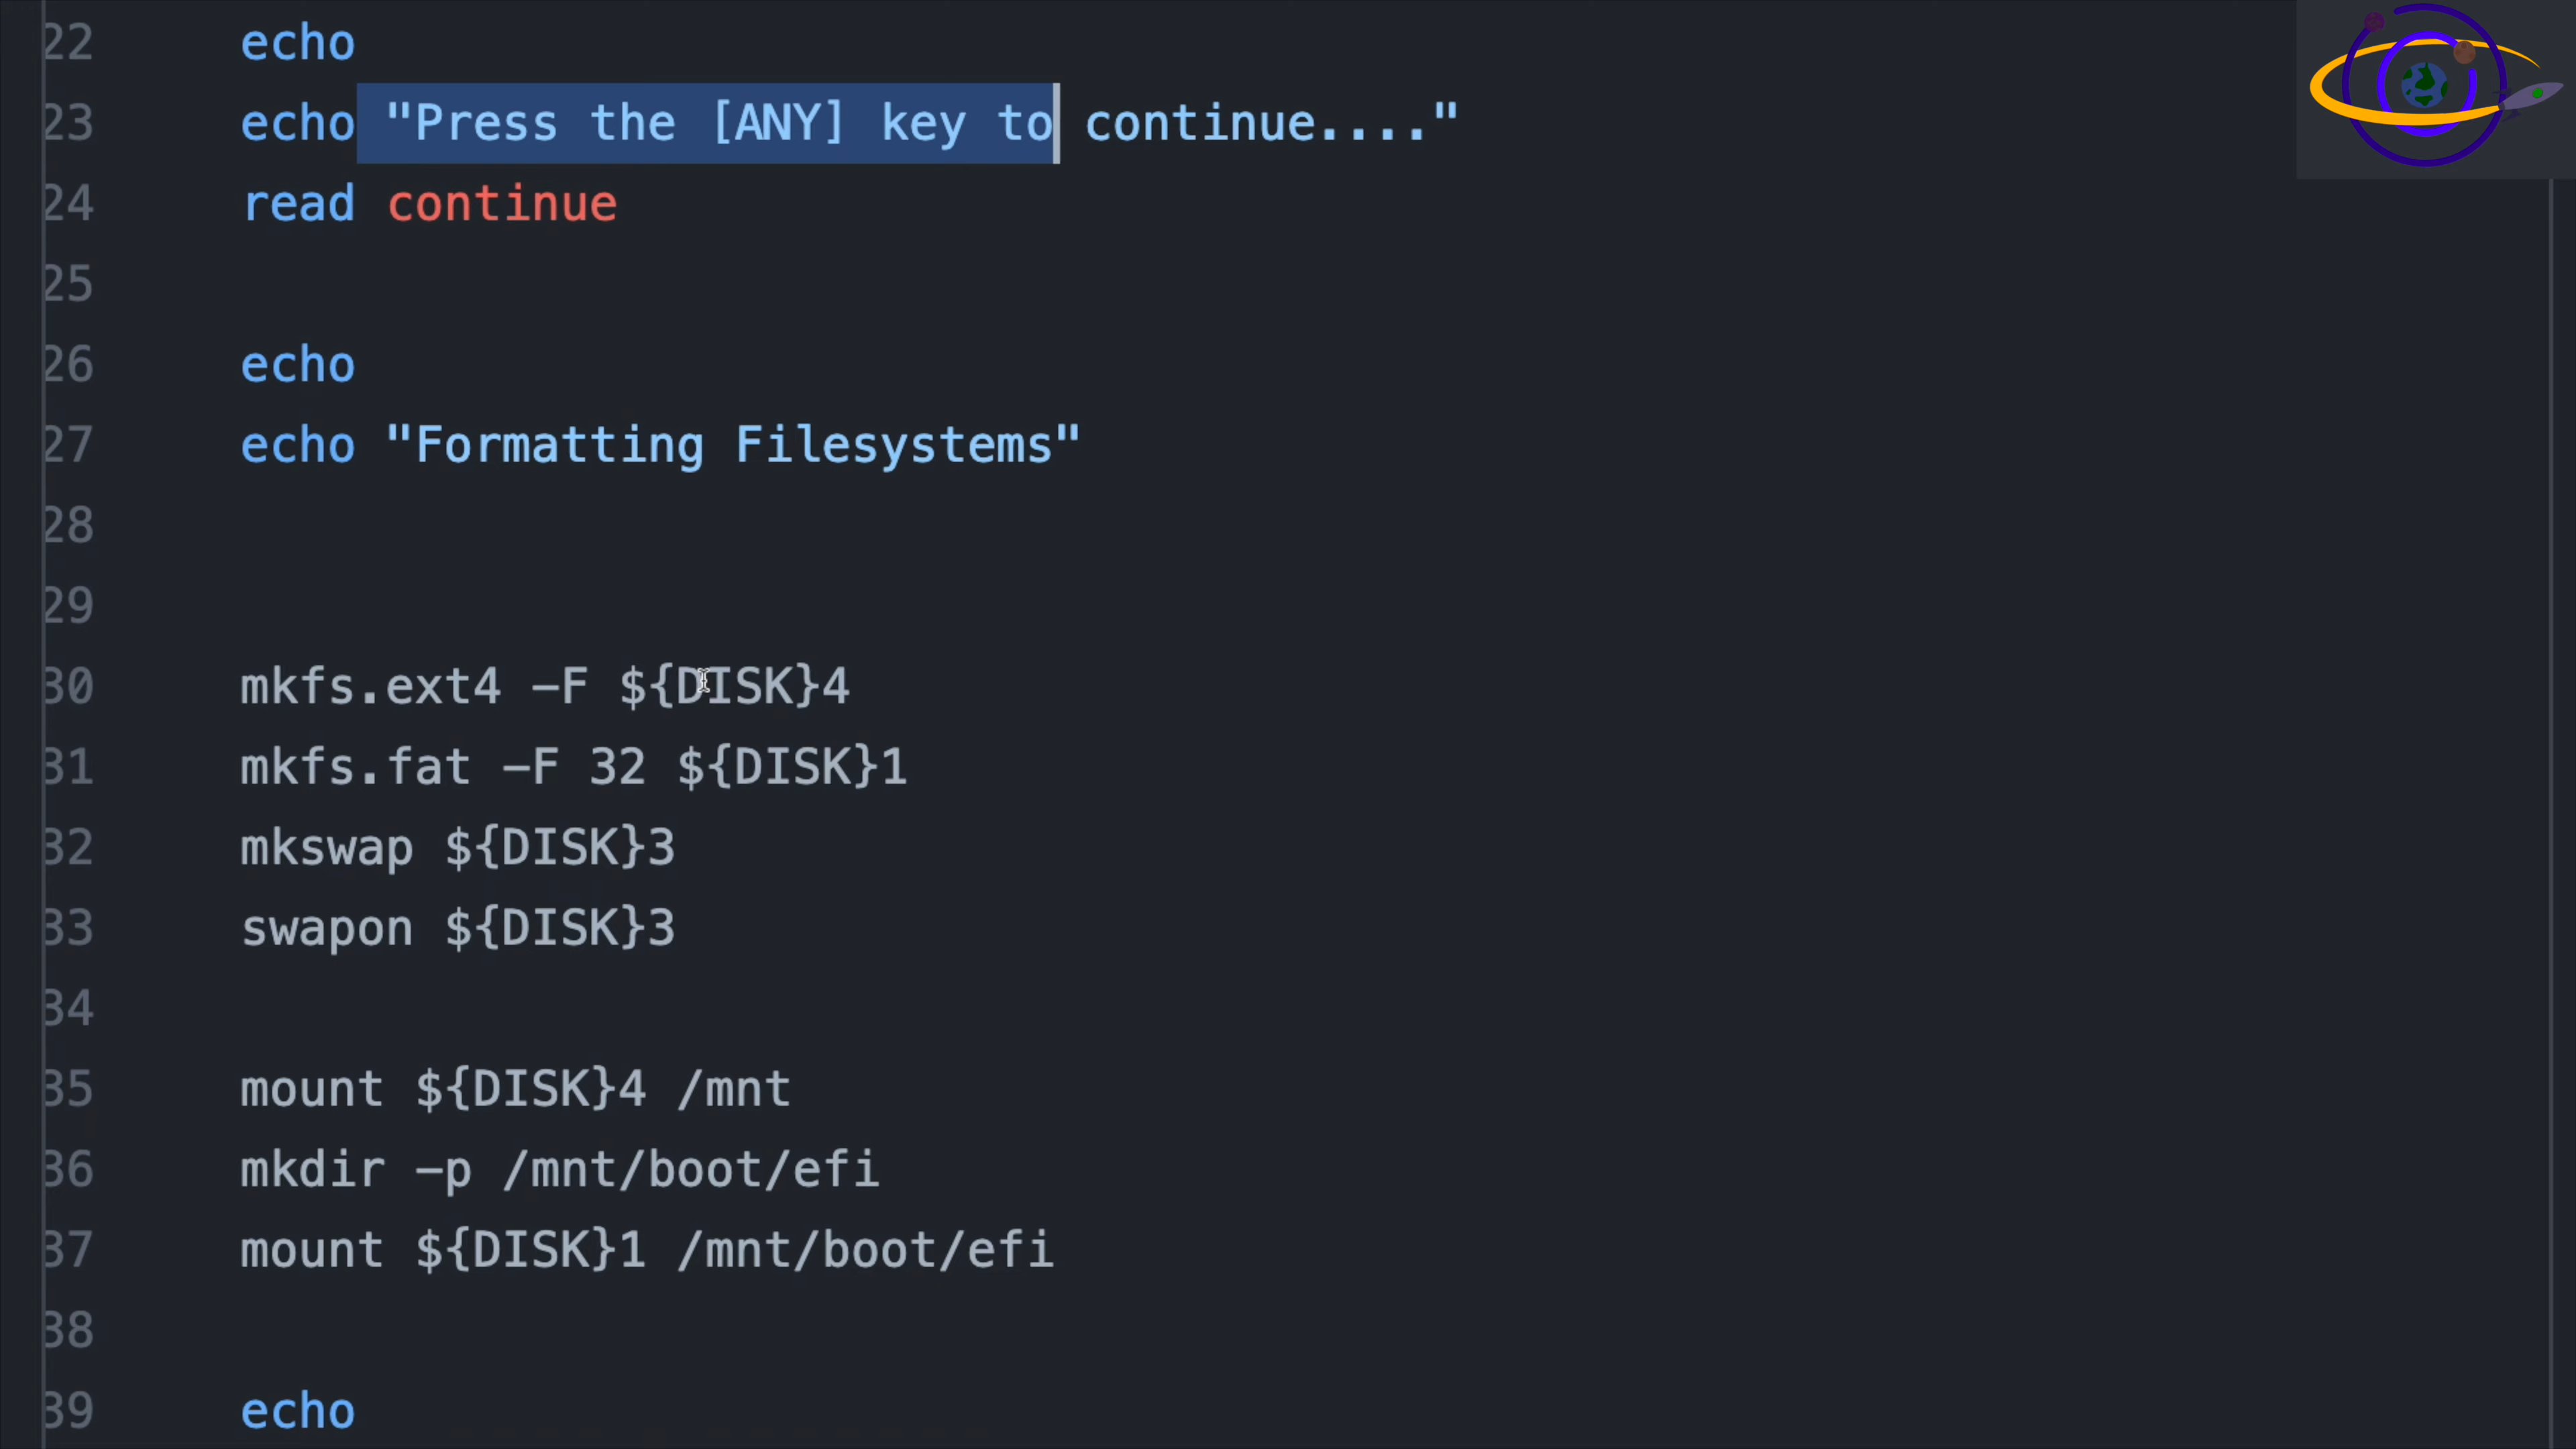 22 echo
23 echo "Press the [ANY] key to continue...."
24 read continue
25
26 echo
27 echo "Formatting Filesystems"
28
29
30 mkfs.ext4 -F ${DISK}4
31 mkfs.fat -F 32 ${DISK}1
32 mkswap ${DISK}3
33 swapon ${DISK}3
34
35 mount ${DISK}4 /mnt
36 mkdir -p /mnt/boot/efi
37 mount ${DISK}1 /mnt/boot/efi
38
39 echo